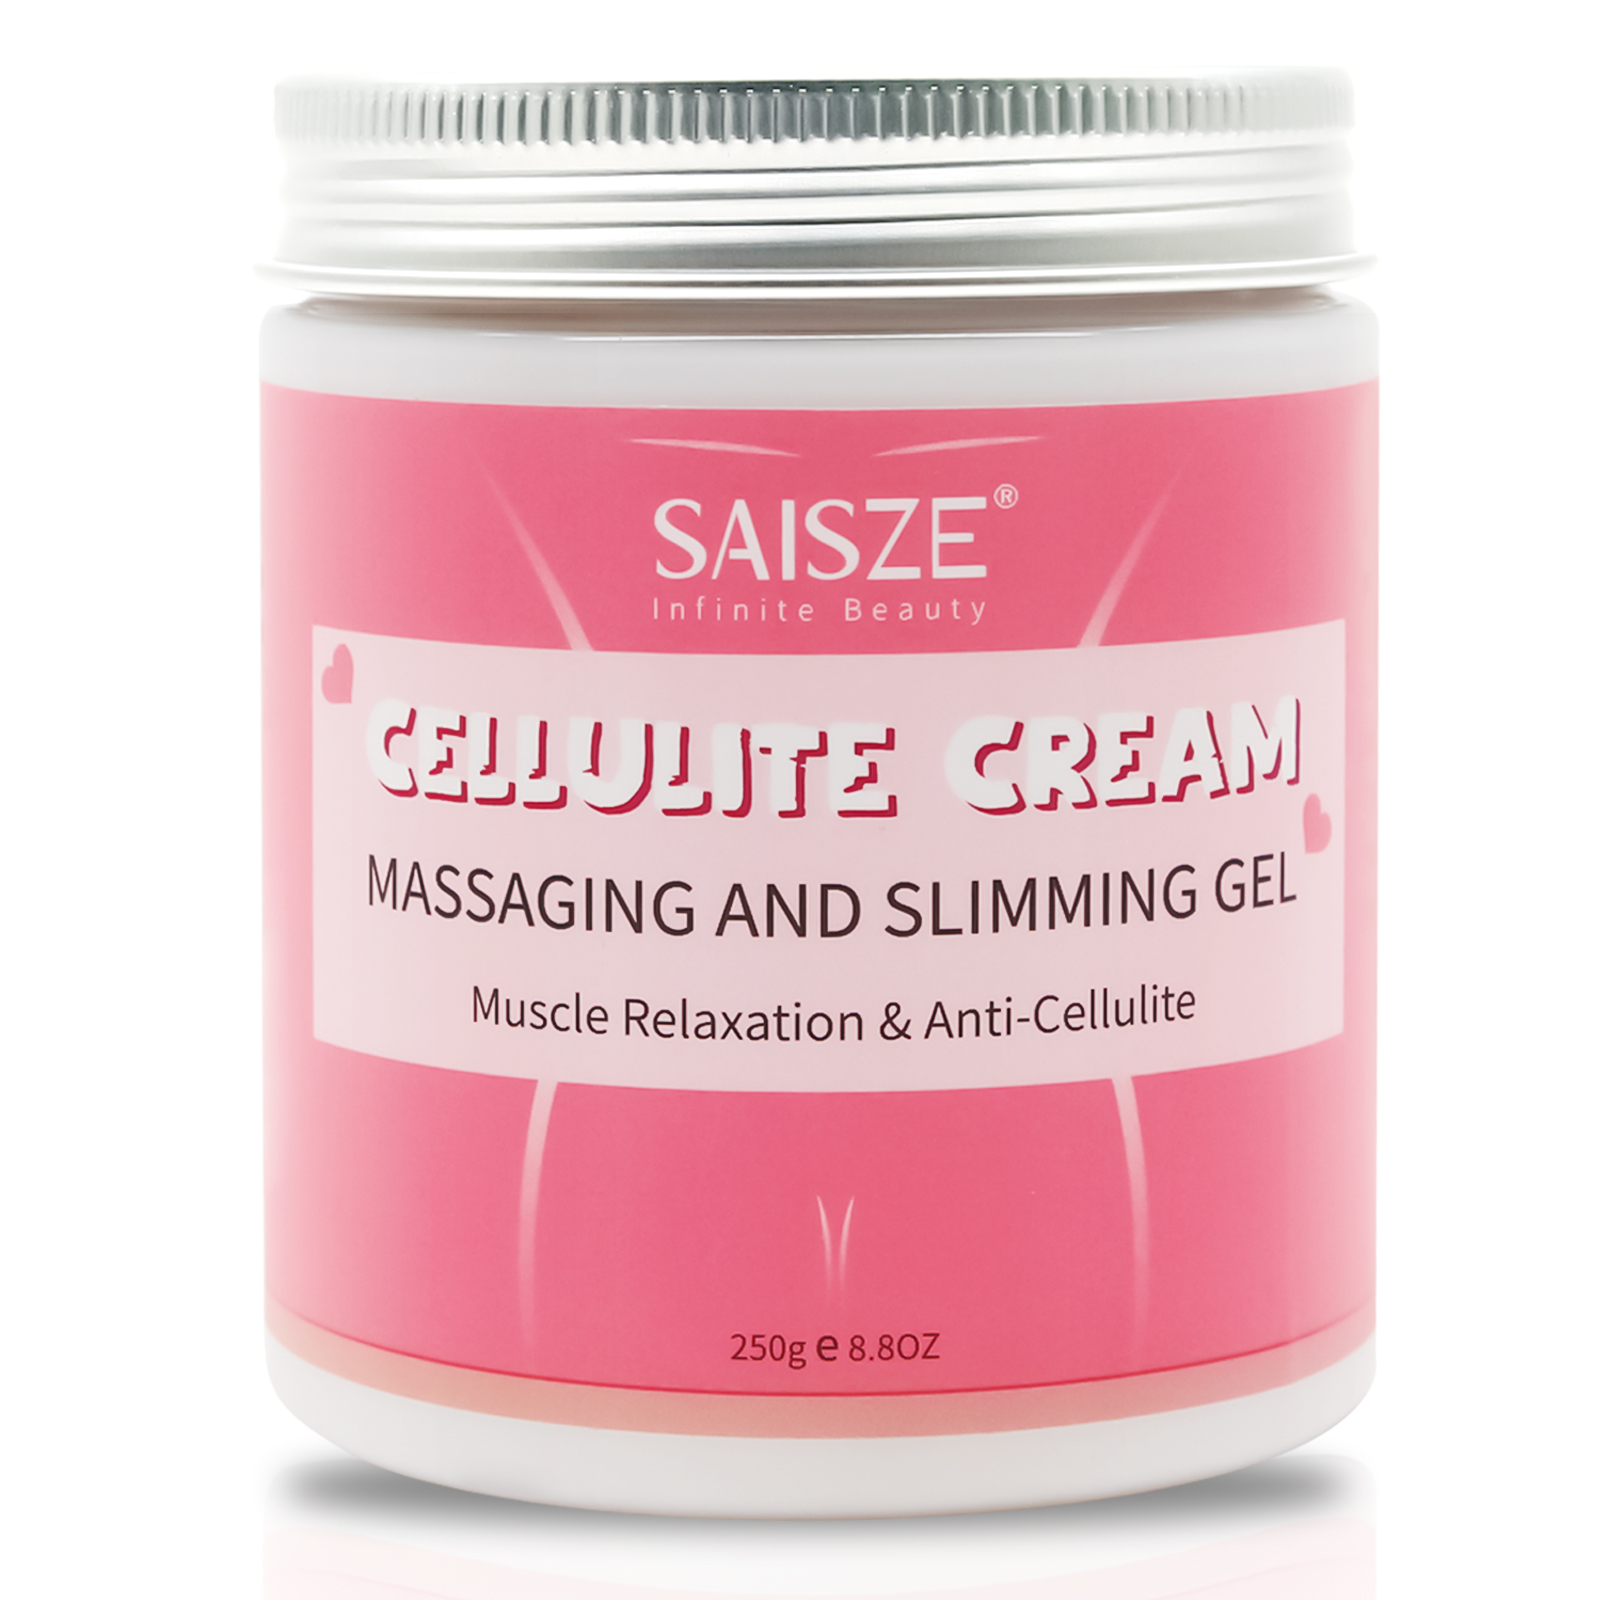 SAISZE®
Infinite Beauty
CELLULITE CREAM
MASSAGING AND SLIMMING GEL
Muscle Relaxation & Anti-Cellulite
250g e 8.8OZ